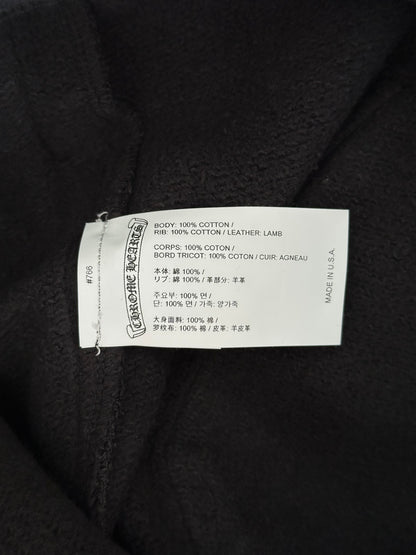 #766
CHROME HEARTS
BODY: 100% COTTON /
RIB: 100% COTTON / LEATHER: LAMB
CORPS: 100% COTON /
BORD TRICOT: 100% COTON / CUIR: AGNEAU
本体: 綿 100% /
リブ: 綿 100% / 革部分: 羊革
주요부: 100% 면 /
단: 100% 면 / 가죽: 양가죽
大身面料: 100% 棉 /
罗纹布: 100% 棉 / 皮革: 羊皮革
MADE IN U.S.A.